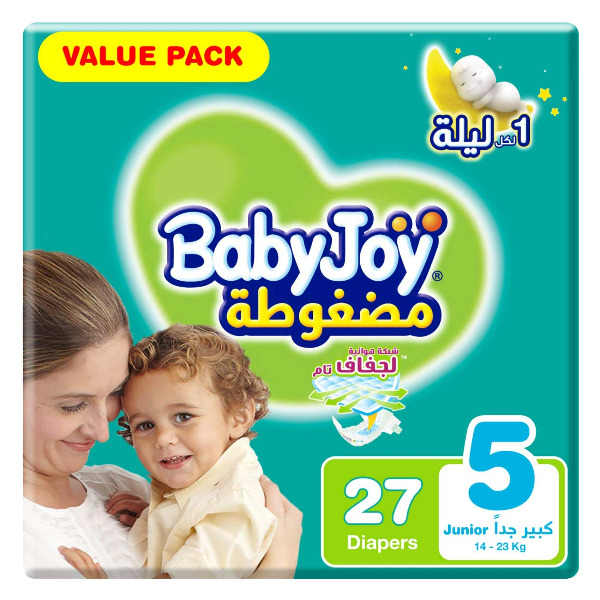 VALUE PACK
1 لكل ليلة
BabyJoy®
مضغوطة
شبكة هوائية
لجفاف تام™
27
Diapers
5
Junior كبير جداً
14 - 23 Kg